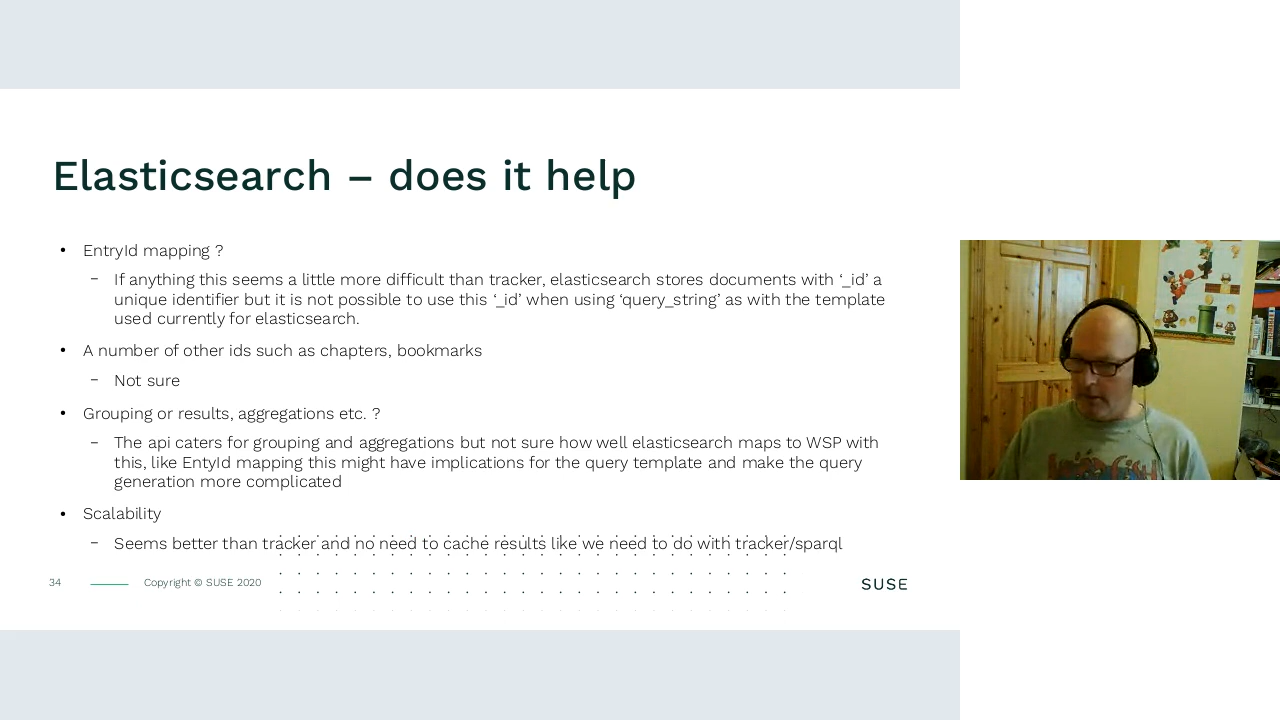 Elasticsearch – does it help
• EntryId mapping ?
– If anything this seems a little more difficult than tracker, elasticsearch stores documents with ‘_id’ a
unique identifier but it is not possible to use this ‘_id’ when using ‘query_string’ as with the template
used currently for elasticsearch.
• A number of other ids such as chapters, bookmarks
– Not sure
• Grouping or results, aggregations etc. ?
– The api caters for grouping and aggregations but not sure how well elasticsearch maps to WSP with
this, like EntyId mapping this might have implications for the query template and make the query
generation more complicated
• Scalability
– Seems better than tracker and no need to cache results like we need to do with tracker/sparql
34 Copyright © SUSE 2020
SUSE